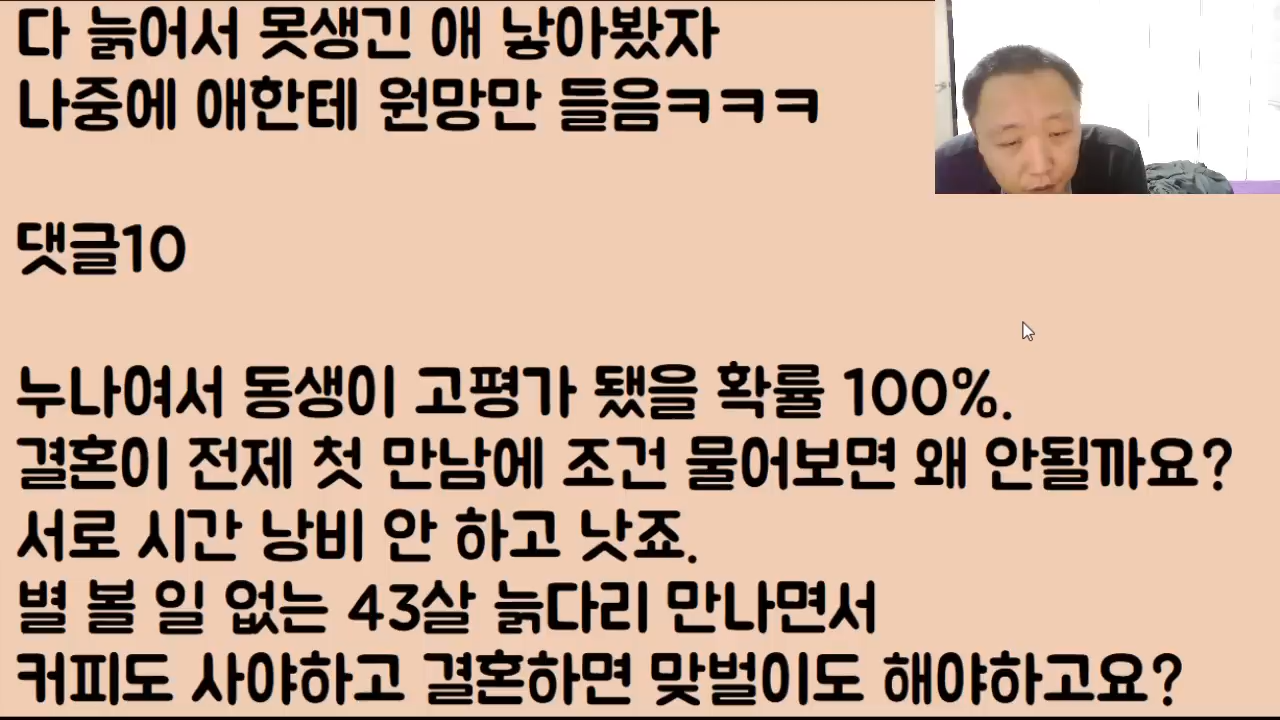 다 늙어서 못생긴 애 낳아봤자
나중에 애한테 원망만 들음ㅋㅋㅋ
댓글10
누나여서 동생이 고평가 됐을 확률 100%.
결혼이 전제 첫 만남에 조건 물어보면 왜 안될까요?
서로 시간 낭비 안 하고 낫죠.
별 볼 일 없는 43살 늙다리 만나면서
커피도 사야하고 결혼하면 맞벌이도 해야하고요?